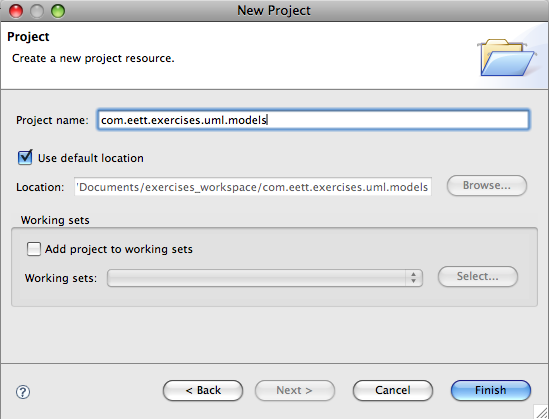 New Project
Project
Create a new project resource.
Project name: com.eett.exercises.uml.models
Use default location
Location: 'Documents/exercises_workspace/com.eett.exercises.uml.models Browse...
Working sets
Add project to working sets
Working sets: Select...
? < Back Next > Cancel Finish